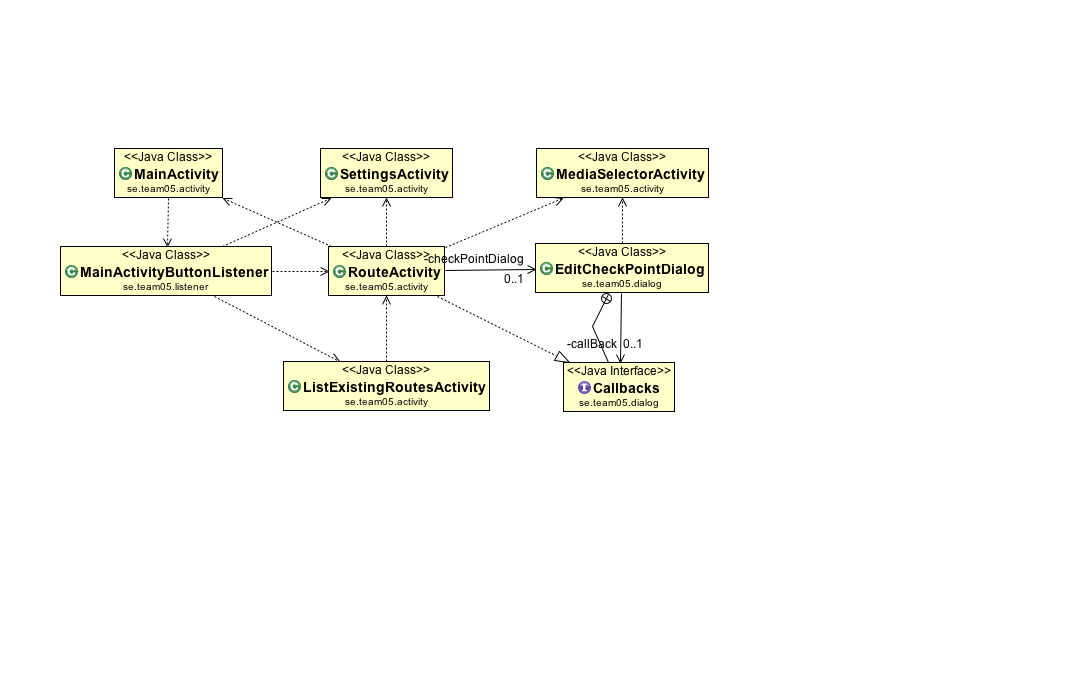 <<Java Class>>
C MainActivity
se.team05.activity
<<Java Class>>
C SettingsActivity
se.team05.activity
<<Java Class>>
C MediaSelectorActivity
se.team05.activity
<<Java Class>>
C MainActivityButtonListener
se.team05.listener
<<Java Class>>
C RouteActivity
se.team05.activity
-checkPointDialog
0..1
<<Java Class>>
C EditCheckPointDialog
se.team05.dialog
-callBack 0..1
<<Java Class>>
C ListExistingRoutesActivity
se.team05.activity
<<Java Interface>>
I Callbacks
se.team05.dialog